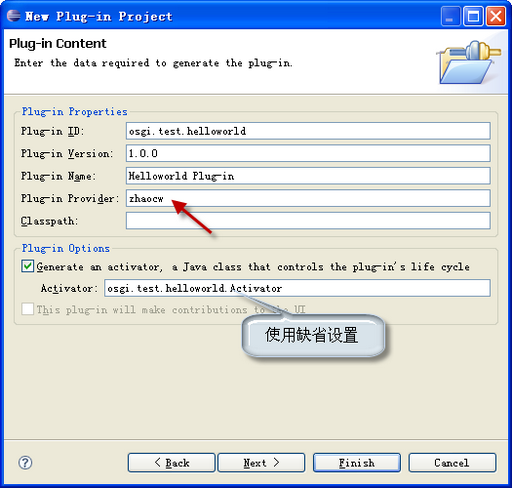 New Plug-in Project
Plug-in Content
Enter the data required to generate the plug-in.
Plug-in Properties
Plug-in ID: osgi.test.helloworld
Plug-in Version: 1.0.0
Plug-in Name: Helloworld Plug-in
Plug-in Provider: zhaocw
Classpath:
Plug-in Options
Generate an activator, a Java class that controls the plug-in's life cycle
Activator: osgi.test.helloworld.Activator
This plug-in will make contributions to the UI
使用缺省设置
? < Back Next > Finish Cancel